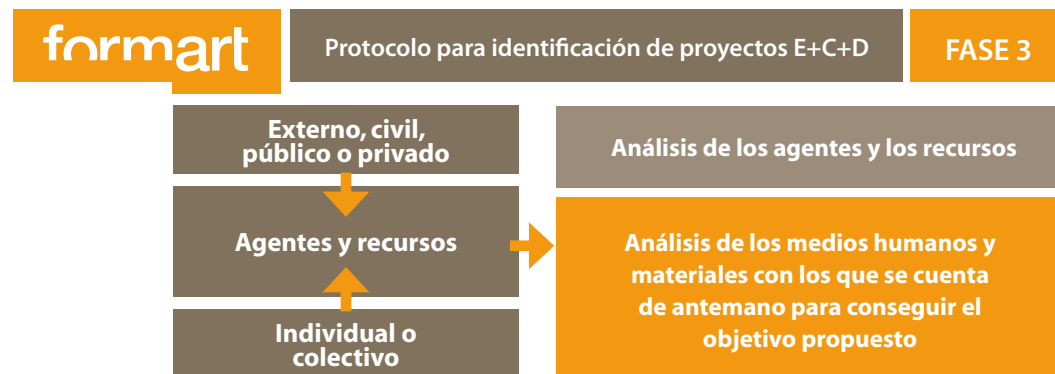 formart
Protocolo para identificación de proyectos E+C+D
FASE 3
Externo, civil,
público o privado
Agentes y recursos
Individual o
colectivo
Análisis de los agentes y los recursos
Análisis de los medios humanos y
materiales con los que se cuenta
de antemano para conseguir el
objetivo propuesto